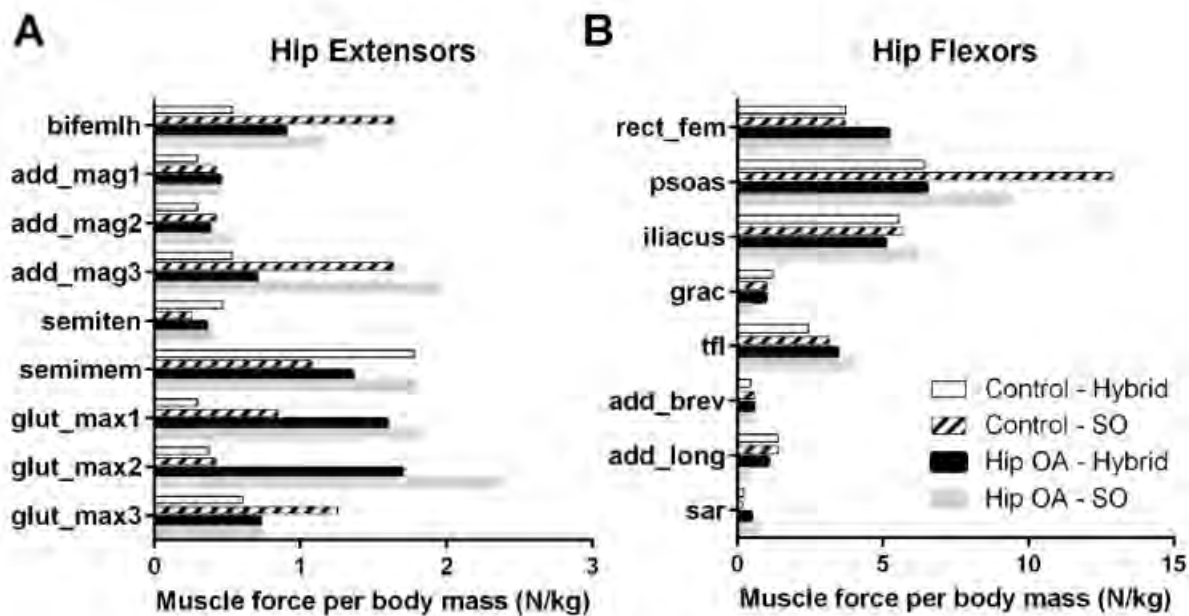 A
Hip Extensors
bifemlh
add_mag1
add_mag2
add_mag3
semiten
semimem
glut_max1
glut_max2
glut_max3
0 1 2 3
Muscle force per body mass (N/kg)
B
Hip Flexors
rect_fem
psoas
iliacus
grac
tfl
add_brev
add_long
sar
Control - Hybrid
Control - SO
Hip OA - Hybrid
Hip OA - SO
0 5 10 15
Muscle force per body mass (N/kg)